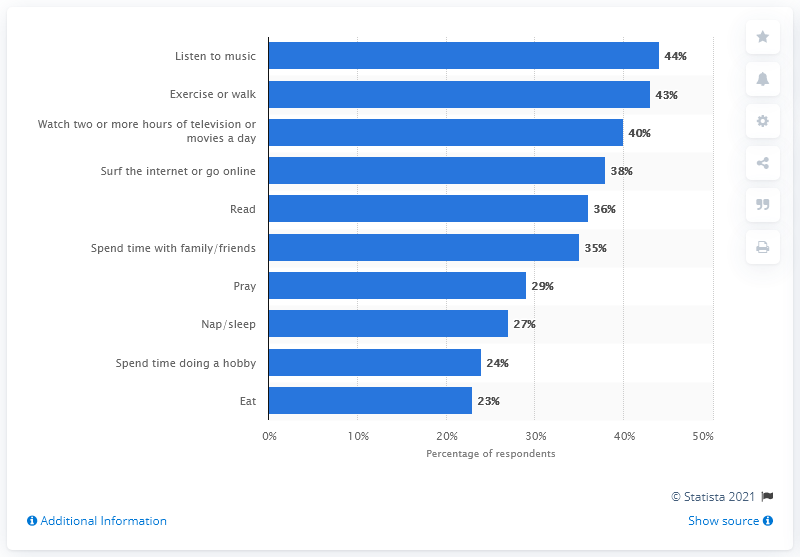 Listen to music 44%
Exercise or walk 43%
Watch two or more hours of television or
movies a day 40%
Surf the internet or go online 38%
Read 36%
Spend time with family/friends 35%
Pray 29%
Nap/sleep 27%
Spend time doing a hobby 24%
Eat 23%
0% 10% 20% 30% 40% 50%
Percentage of respondents
© Statista 2021
Additional Information Show source